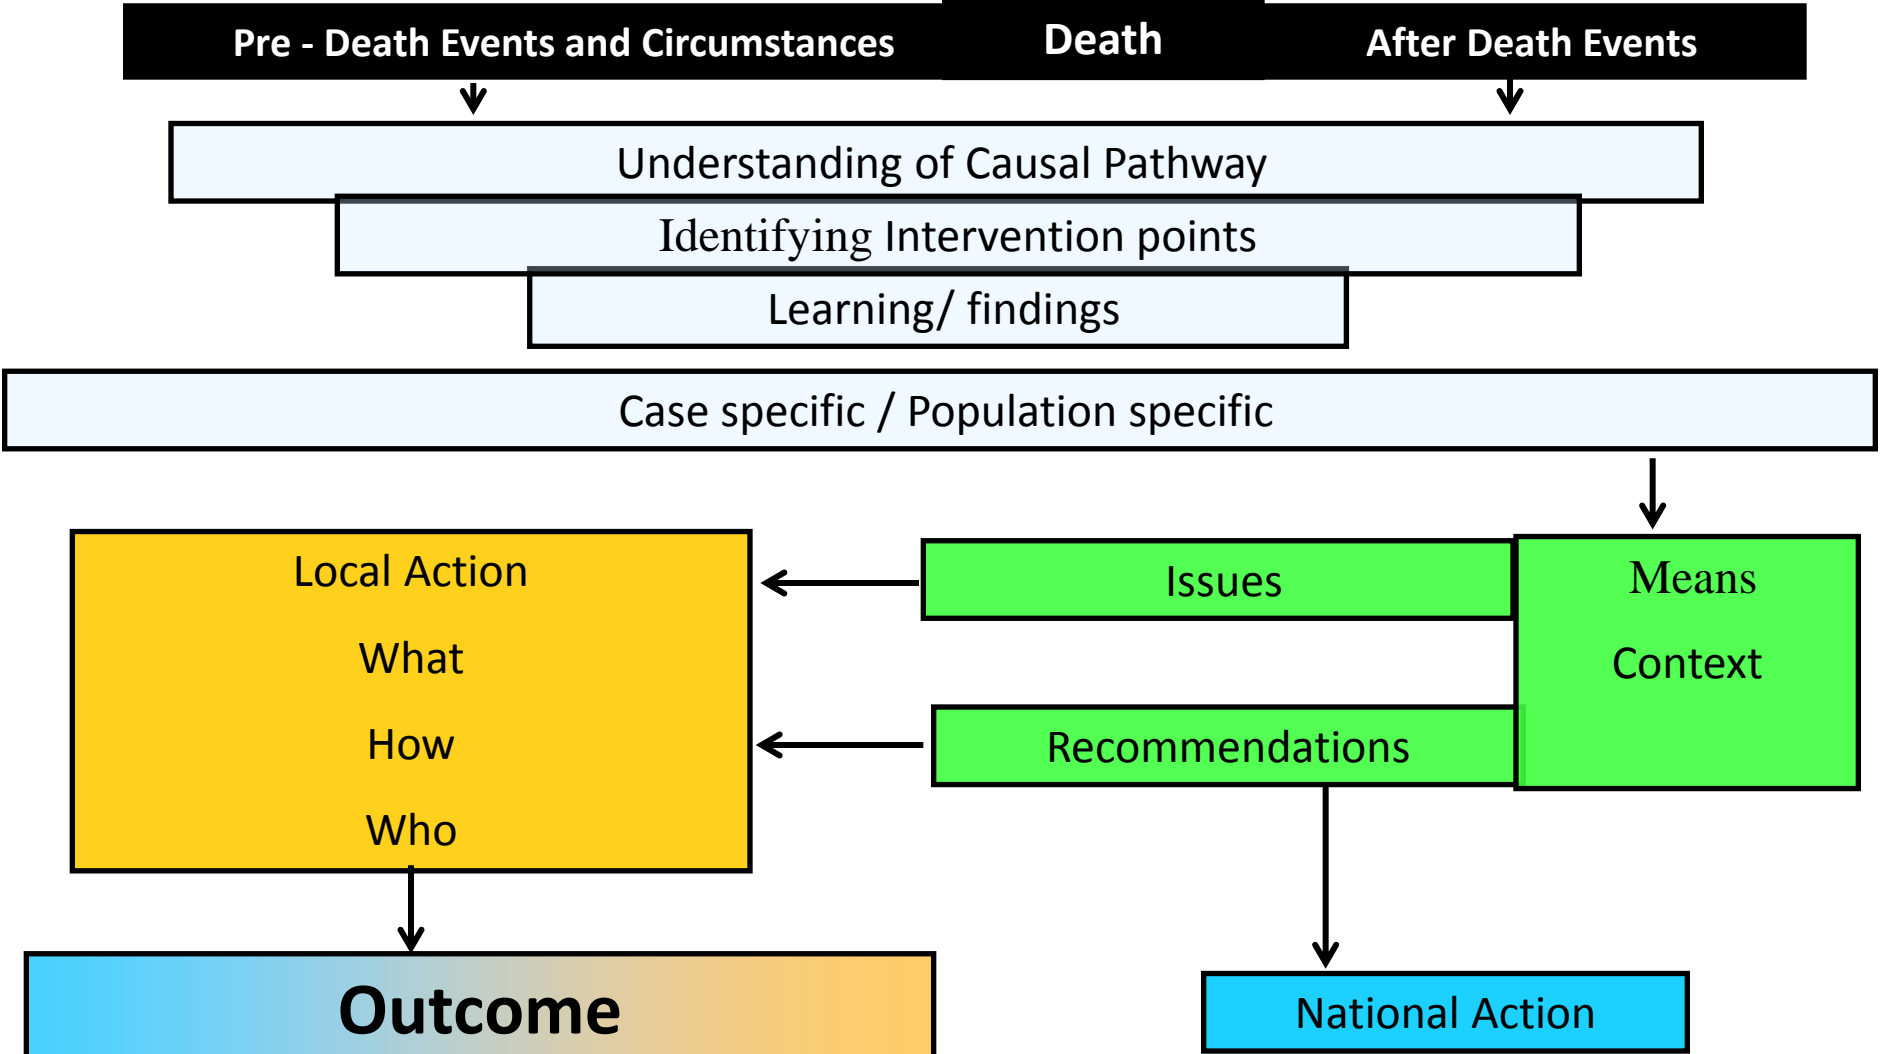 Pre - Death Events and Circumstances
Death
After Death Events
Understanding of Causal Pathway
Identifying Intervention points
Learning/ findings
Case specific / Population specific
Local Action
What
How
Who
Issues
Recommendations
Means
Context
Outcome
National Action